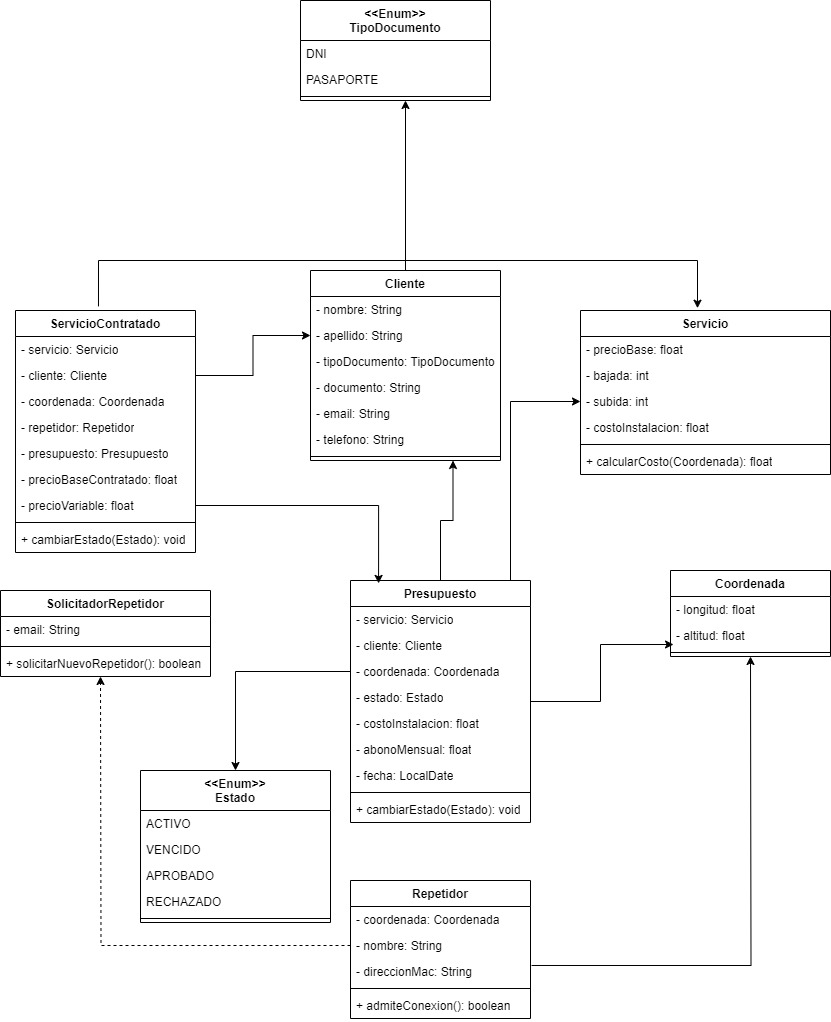 <<Enum>>
TipoDocumento
DNI
PASAPORTE
Cliente
- nombre: String
- apellido: String
- tipoDocumento: TipoDocumento
- documento: String
- email: String
- telefono: String
ServicioContratado
- servicio: Servicio
- cliente: Cliente
- coordenada: Coordenada
- repetidor: Repetidor
- presupuesto: Presupuesto
- precioBaseContratado: float
- precioVariable: float
+ cambiarEstado(Estado): void
Servicio
- precioBase: float
- bajada: int
- subida: int
- costoInstalacion: float
+ calcularCosto(Coordenada): float
SolicitadorRepetidor
- email: String
+ solicitarNuevoRepetidor(): boolean
Presupuesto
- servicio: Servicio
- cliente: Cliente
- coordenada: Coordenada
- estado: Estado
- costoInstalacion: float
- abonoMensual: float
- fecha: LocalDate
+ cambiarEstado(Estado): void
Coordenada
- longitud: float
- altitud: float
<<Enum>>
Estado
ACTIVO
VENCIDO
APROBADO
RECHAZADO
Repetidor
- coordenada: Coordenada
- nombre: String
- direccionMac: String
+ admiteConexion(): boolean